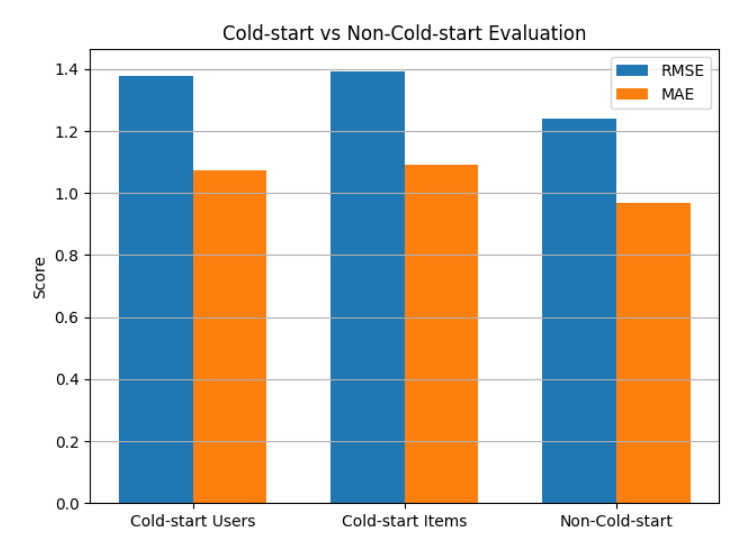 Cold-start vs Non-Cold-start Evaluation
RMSE
MAE
Score
1.4
1.2
1.0
0.8
0.6
0.4
0.2
0.0
Cold-start Users
Cold-start Items
Non-Cold-start